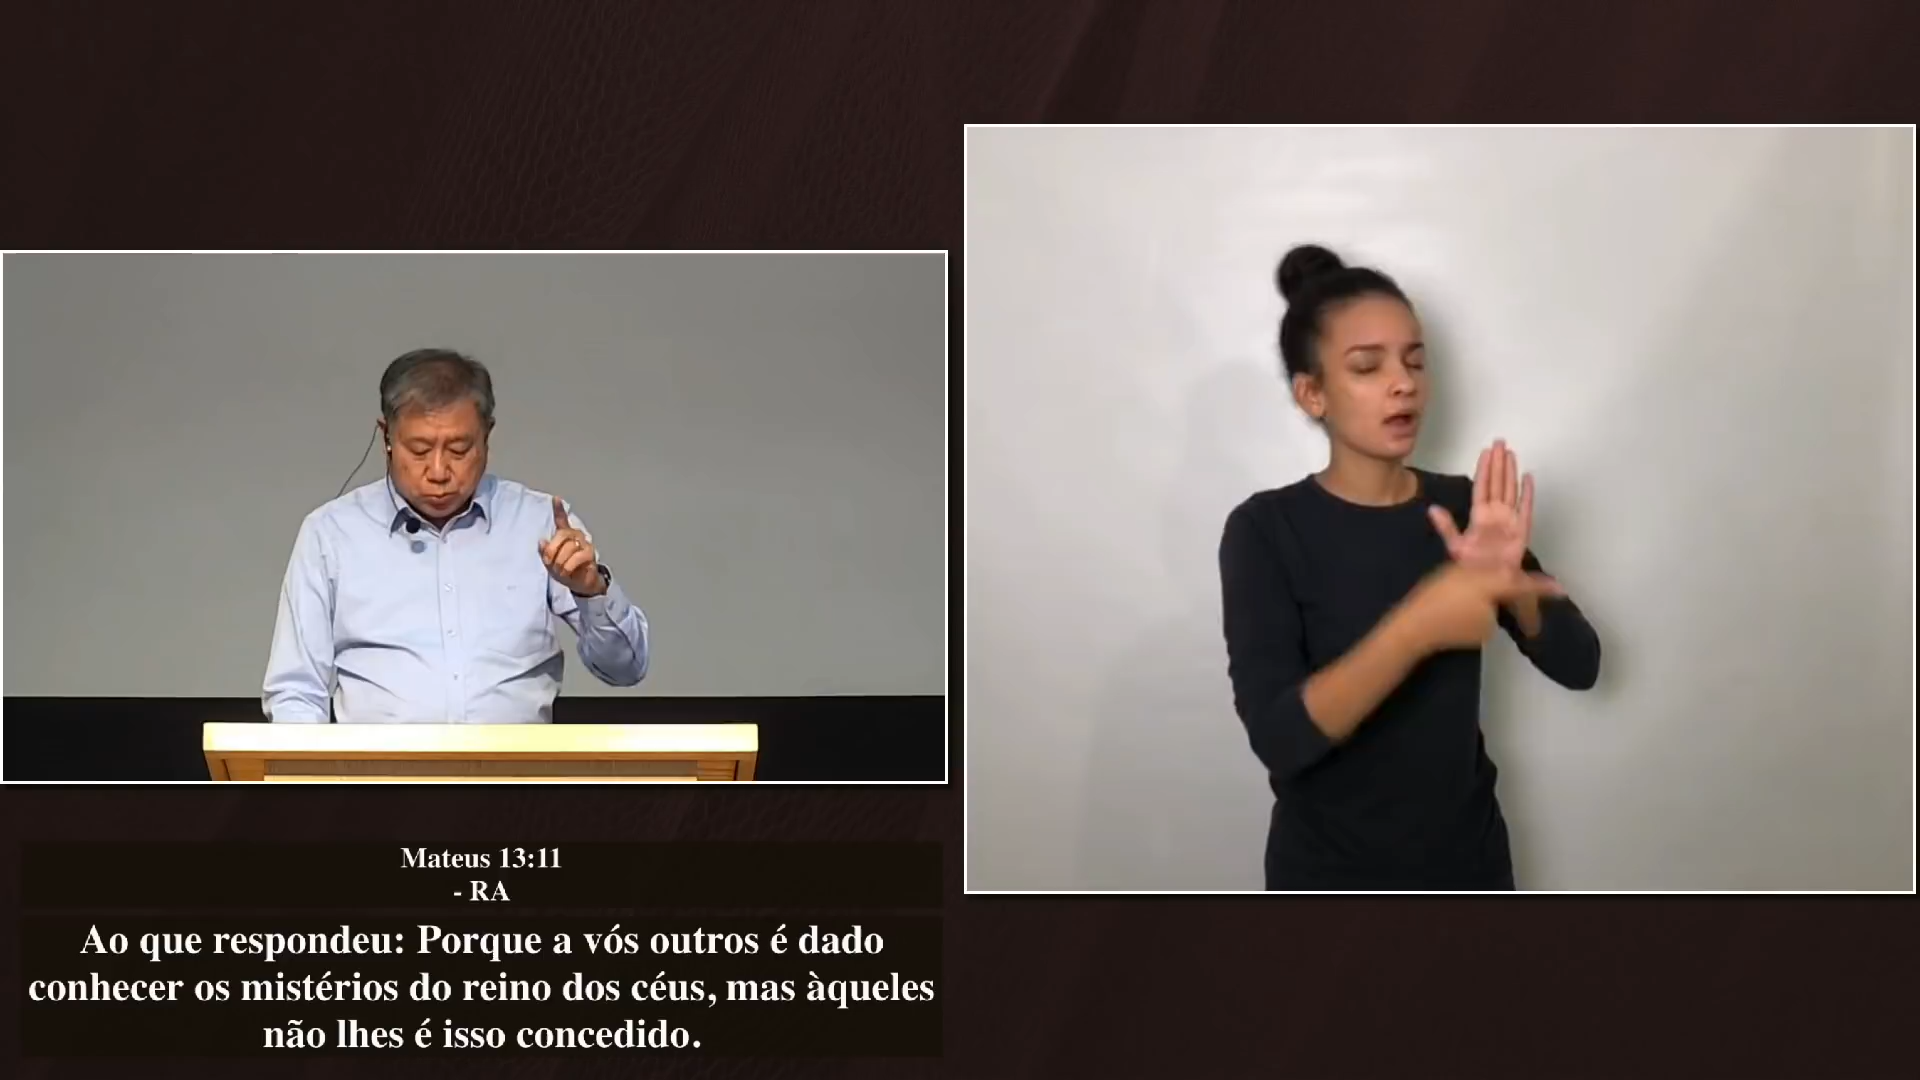 Mateus 13:11
- RA
Ao que respondeu: Porque a vós outros é dado
conhecer os mistérios do reino dos céus, mas àqueles
não lhes é isso concedido.